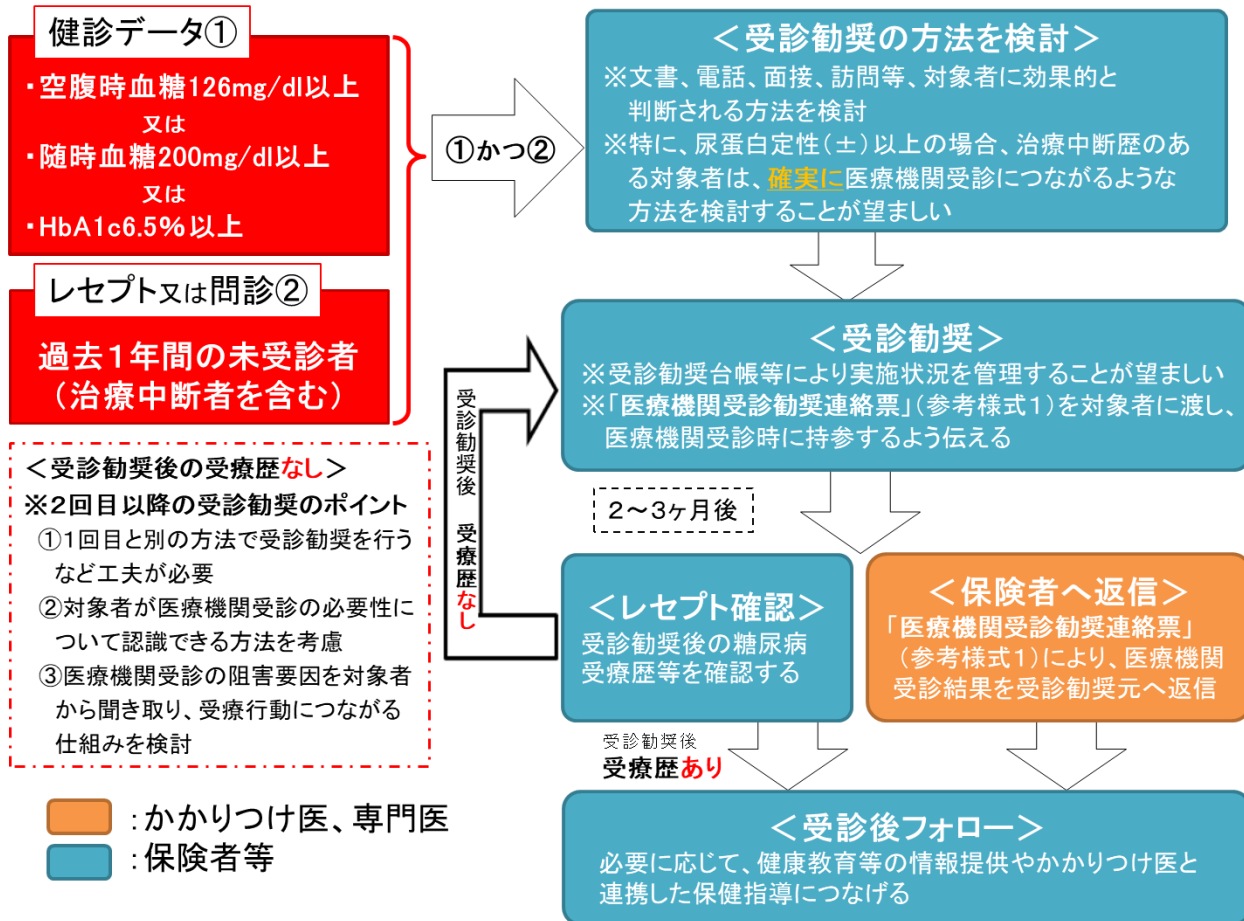 健診データ①
・空腹時血糖126mg/dl以上
又は
・随時血糖200mg/dl以上
又は
・HbA1c6.5%以上
レセプト又は問診②
過去１年間の未受診者
（治療中断者を含む）
①かつ②
＜受診勧奨の方法を検討＞
※文書、電話、面接、訪問等、対象者に効果的と
判断される方法を検討
※特に、尿蛋白定性（±）以上の場合、治療中断歴のあ
る対象者は、確実に医療機関受診につながるような
方法を検討することが望ましい
＜受診勧奨＞
※受診勧奨台帳等により実施状況を管理することが望ましい
※「医療機関受診勧奨連絡票」（参考様式１）を対象者に渡し、
医療機関受診時に持参するよう伝える
２～３ヶ月後
受診勧奨後　受療歴なし
＜レセプト確認＞
受診勧奨後の糖尿病
受療歴等を確認する
＜保険者へ返信＞
「医療機関受診勧奨連絡票」
（参考様式１）により、医療機関
受診結果を受診勧奨元へ返信
受診勧奨後
受療歴あり
＜受診後フォロー＞
必要に応じて、健康教育等の情報提供やかかりつけ医と
連携した保健指導につなげる
＜受診勧奨後の受療歴なし＞
※２回目以降の受診勧奨のポイント
①１回目と別の方法で受診勧奨を行う
など工夫が必要
②対象者が医療機関受診の必要性に
ついて認識できる方法を考慮
③医療機関受診の阻害要因を対象者
から聞き取り、受療行動につながる
仕組みを検討
：かかりつけ医、専門医
：保険者等